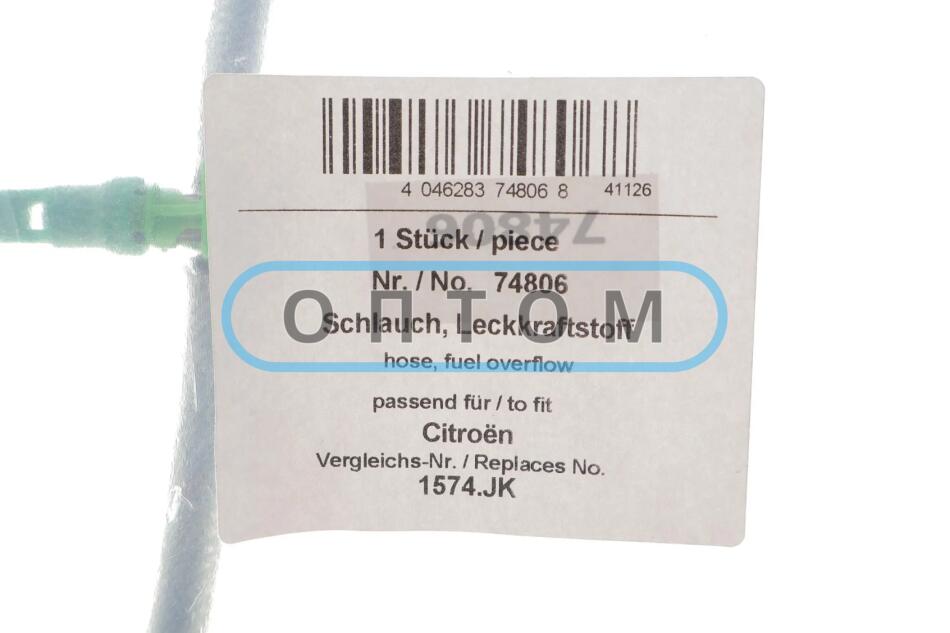 4 046283 74806 8 41126
74806
1 Stück / piece
Nr. / No. 74806
ОПТОМ
Schlauch, Leckkraftstoff
hose, fuel overflow
passend für / to fit
Citroën
Vergleichs-Nr. / Replaces No.
1574.JK